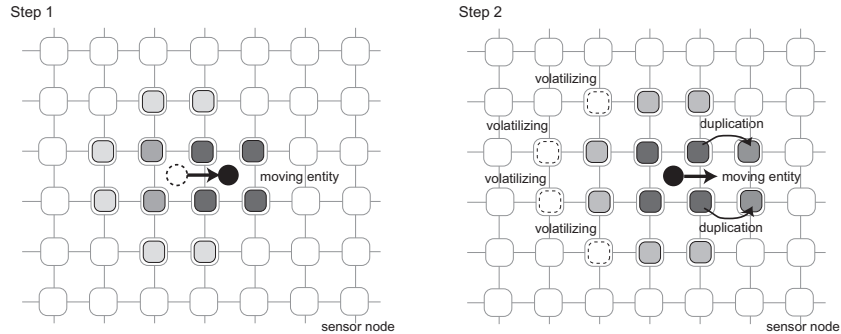 Step 1
moving entity
sensor node
Step 2
volatilizing
duplication
volatilizing
volatilizing
moving entity
volatilizing
duplication
sensor node